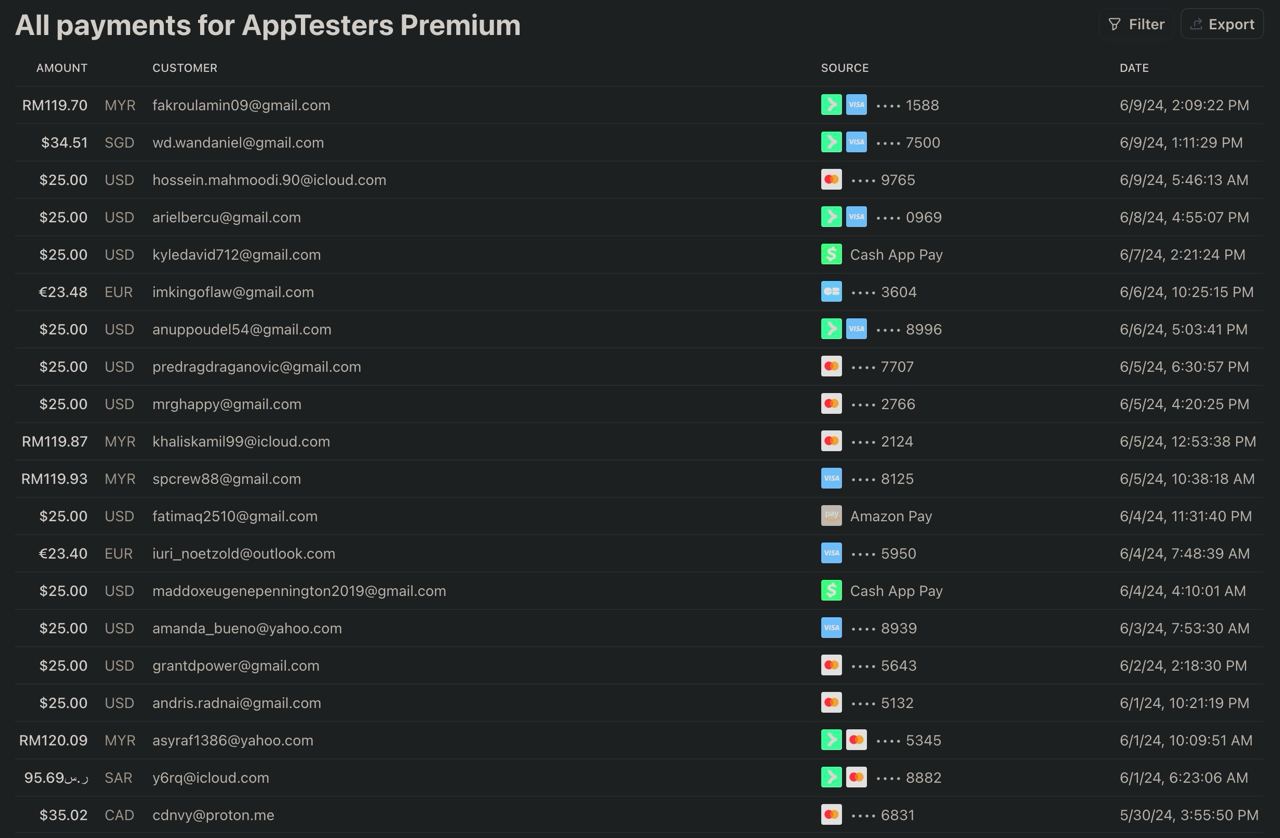 All payments for AppTesters Premium Filter Export
AMOUNT CUSTOMER SOURCE DATE
RM119.70 MYR fakroulamin09@gmail.com VISA •••• 1588 6/9/24, 2:09:22 PM
$34.51 SGD wd.wandaniel@gmail.com VISA •••• 7500 6/9/24, 1:11:29 PM
$25.00 USD hossein.mahmoodi.90@icloud.com •••• 9765 6/9/24, 5:46:13 AM
$25.00 USD arielbercu@gmail.com VISA •••• 0969 6/8/24, 4:55:07 PM
$25.00 USD kyledavid712@gmail.com $ Cash App Pay 6/7/24, 2:21:24 PM
€23.48 EUR imkingoflaw@gmail.com •••• 3604 6/6/24, 10:25:15 PM
$25.00 USD anuppoudel54@gmail.com VISA •••• 8996 6/6/24, 5:03:41 PM
$25.00 USD predragdraganovic@gmail.com •••• 7707 6/5/24, 6:30:57 PM
$25.00 USD mrghappy@gmail.com •••• 2766 6/5/24, 4:20:25 PM
RM119.87 MYR khaliskamil99@icloud.com •••• 2124 6/5/24, 12:53:38 PM
RM119.93 MYR spcrew88@gmail.com VISA •••• 8125 6/5/24, 10:38:18 AM
$25.00 USD fatimaq2510@gmail.com pay Amazon Pay 6/4/24, 11:31:40 PM
€23.40 EUR iuri_noetzold@outlook.com VISA •••• 5950 6/4/24, 7:48:39 AM
$25.00 USD maddoxeugenepennington2019@gmail.com $ Cash App Pay 6/4/24, 4:10:01 AM
$25.00 USD amanda_bueno@yahoo.com VISA •••• 8939 6/3/24, 7:53:30 AM
$25.00 USD grantdpower@gmail.com •••• 5643 6/2/24, 2:18:30 PM
$25.00 USD andris.radnai@gmail.com •••• 5132 6/1/24, 10:21:19 PM
RM120.09 MYR asyraf1386@yahoo.com •••• 5345 6/1/24, 10:09:51 AM
95.69ر.س SAR y6rq@icloud.com •••• 8882 6/1/24, 6:23:06 AM
$35.02 CAD cdnvy@proton.me •••• 6831 5/30/24, 3:55:50 PM